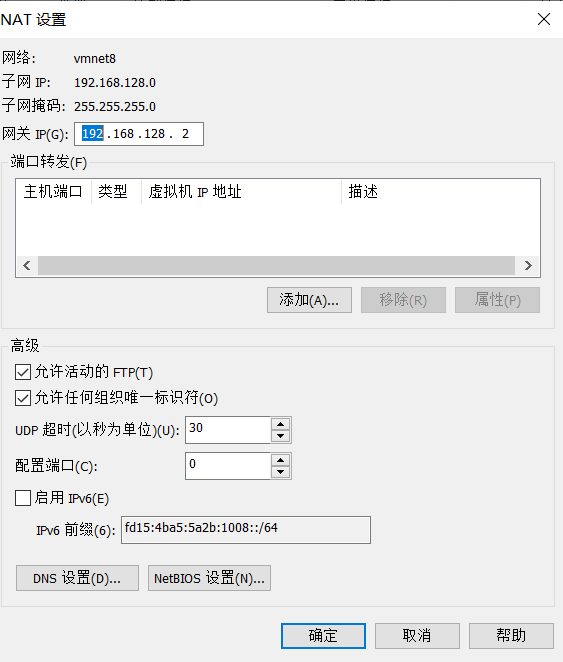 NAT 设置
网络: vmnet8
子网 IP: 192.168.128.0
子网掩码: 255.255.255.0
网关 IP(G): 192 . 168 . 128 . 2
端口转发(F)
主机端口 类型 虚拟机 IP 地址 描述
添加(A)... 移除(R) 属性(P)
高级
允许活动的 FTP(T)
允许任何组织唯一标识符(O)
UDP 超时(以秒为单位)(U): 30
配置端口(C): 0
启用 IPv6(E)
IPv6 前缀(6): fd15:4ba5:5a2b:1008::/64
DNS 设置(D)... NetBIOS 设置(N)...
确定 取消 帮助